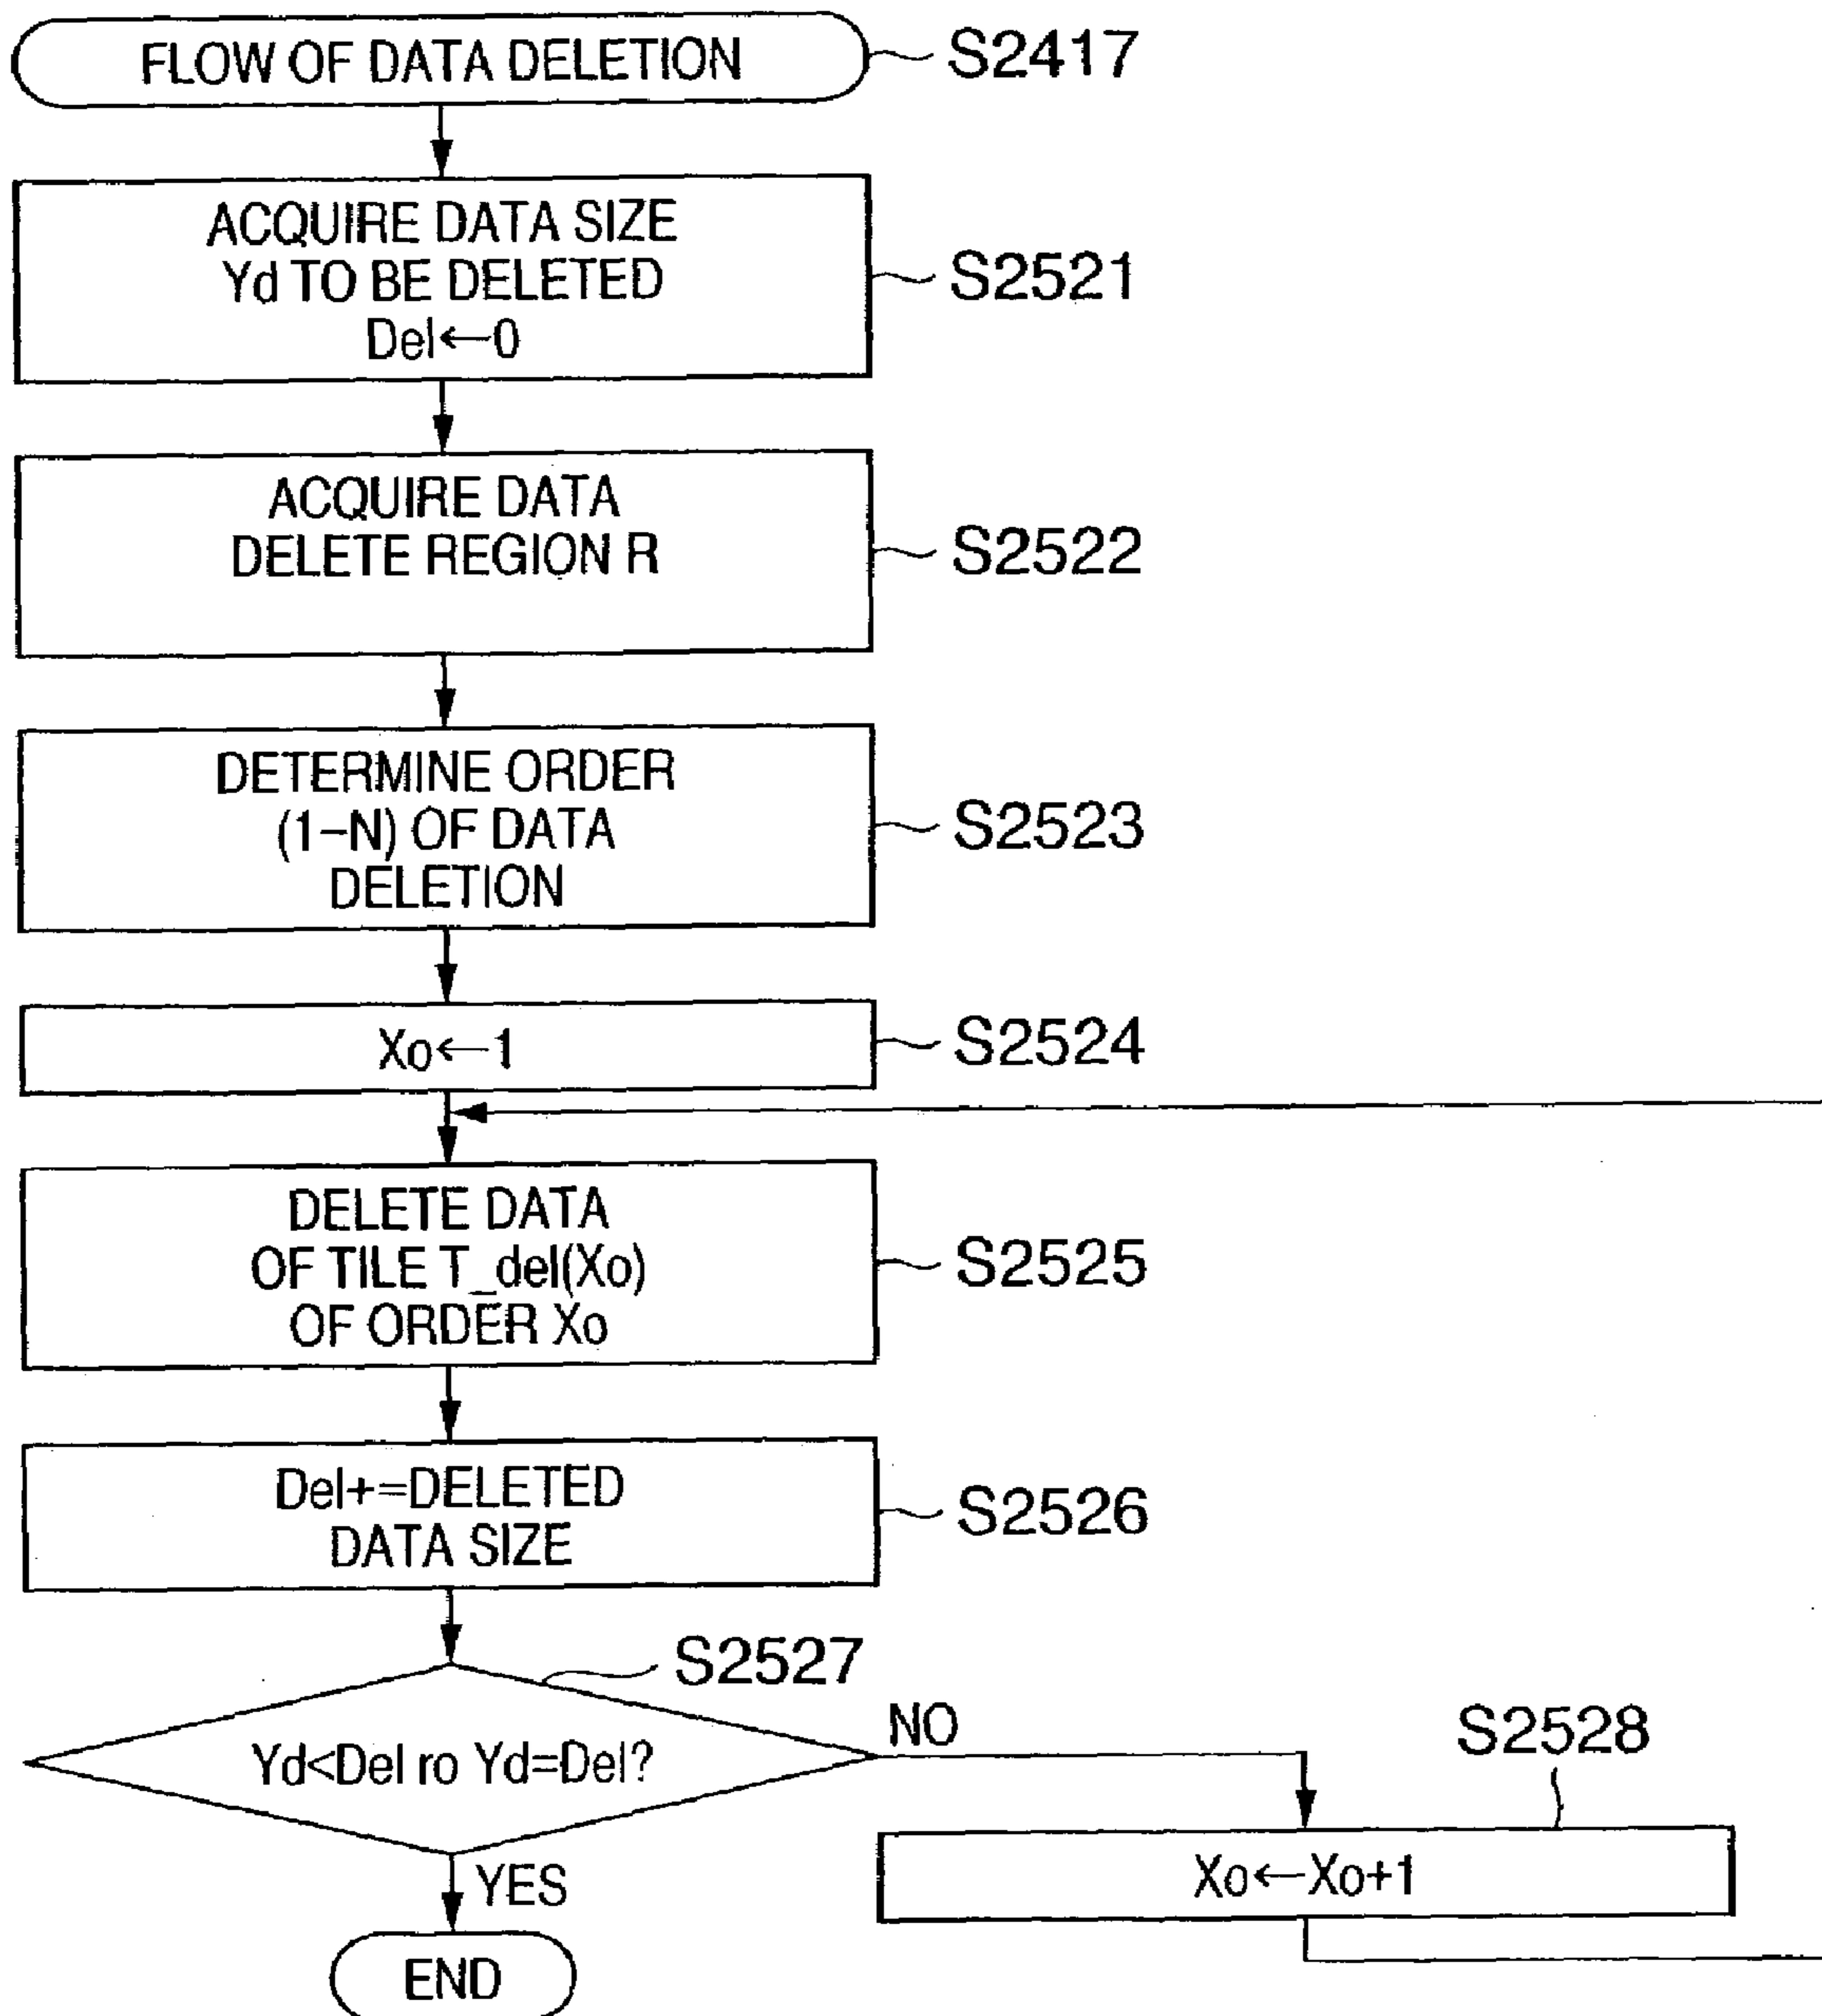 FLOW OF DATA DELETION
S2417
ACQUIRE DATA SIZE
Yd TO BE DELETED
Del←0
S2521
ACQUIRE DATA
DELETE REGION R
S2522
DETERMINE ORDER
(1–N) OF DATA
DELETION
S2523
Xo←1
S2524
DELETE DATA
OF TILE T_del(Xo)
OF ORDER Xo
S2525
Del+=DELETED
DATA SIZE
S2526
S2527
Yd<Del ro Yd=Del?
NO
S2528
Xo←Xo+1
YES
END